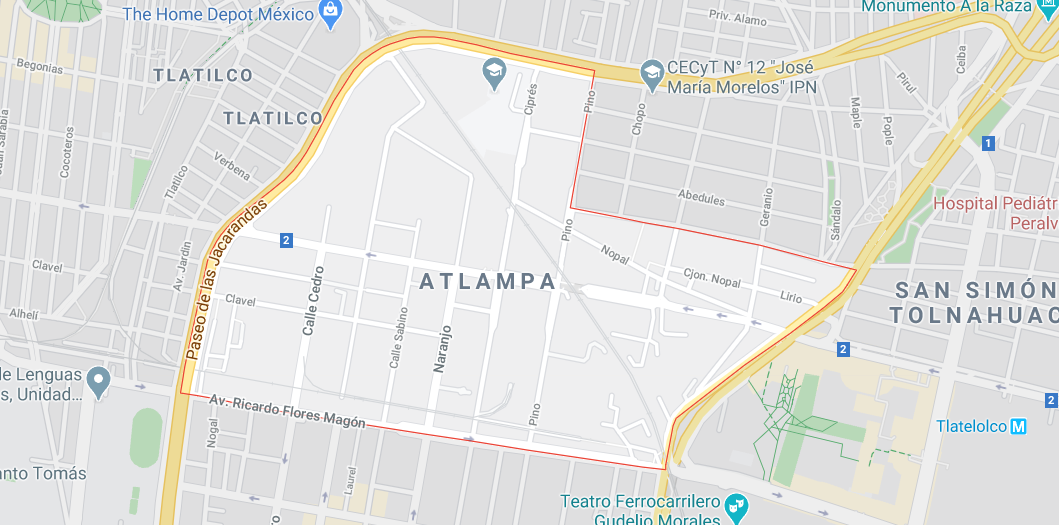 The Home Depot México
Monumento A la Raza
Priv. Alamo
Ceiba
Begonias
TLATILCO
CECyT N° 12 "José
María Morelos" IPN
Pirul
TLATILCO
Ciprés
Pino
Chopo
Maple
Pople
Cocoteros
Verbena
Tlatilco
1
Abedules
Geranio
Sándalo
Hospital Pediátr
Peralv
Paseo de las Jacarandas
Pino
2
Av. Jardín
Nopal
Clavel
ATLAMPA
Cjon. Nopal
Lirio
SAN SIMÓN
TOLNAHUAC
Clavel
Calle Cedro
Alhelí
Calle Sabino
Naranjo
2
de Lenguas
s, Unidad...
Av. Ricardo Flores Magón
2
Pino
Nogal
Tlatelolco M
anto Tomás
Laurel
Teatro Ferrocarrilero
Gudelio Morales